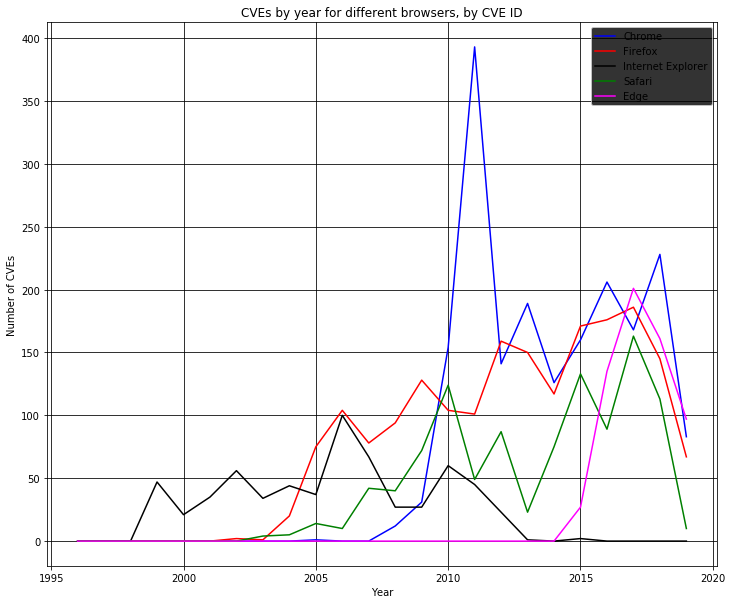 CVEs by year for different browsers, by CVE ID
Chrome
Firefox
Internet Explorer
Safari
Edge
400
350
300
250
200
150
100
50
0
Number of CVEs
1995
2000
2005
2010
2015
2020
Year